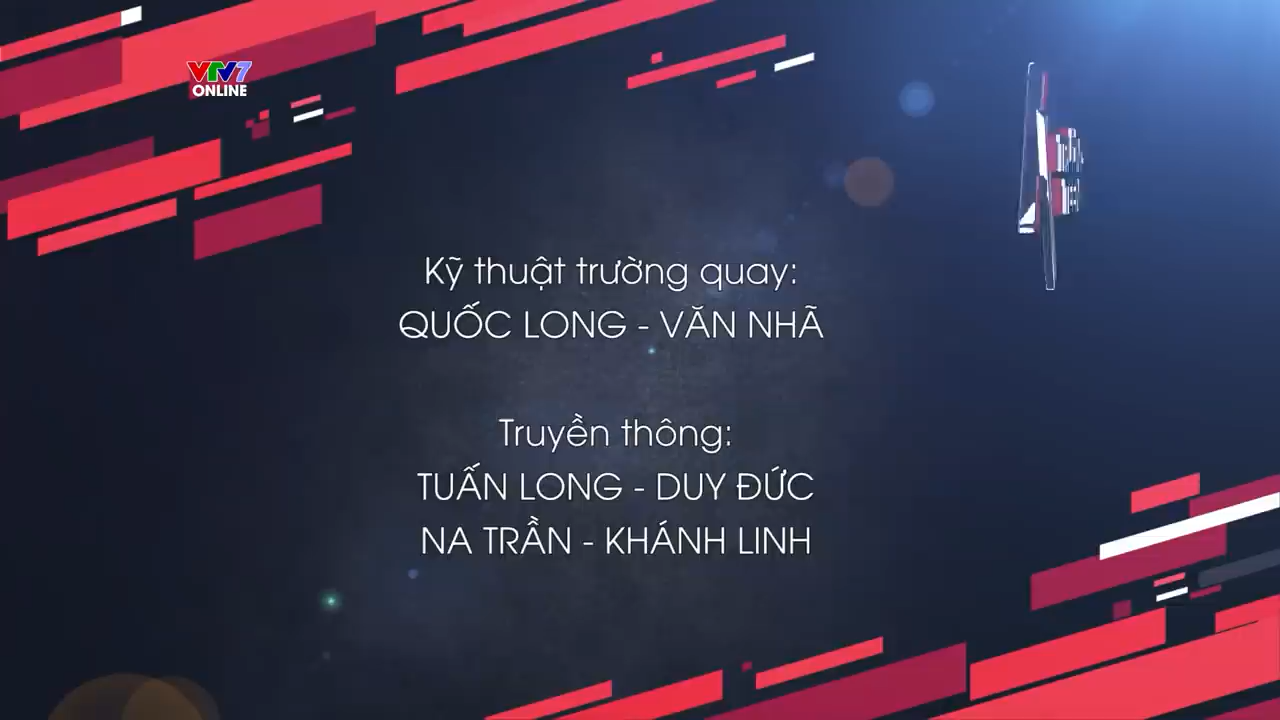 VTV7
ONLINE
Kỹ thuật trường quay:
QUỐC LONG - VĂN NHÃ
Truyền thông:
TUẤN LONG - DUY ĐỨC
NA TRẦN - KHÁNH LINH